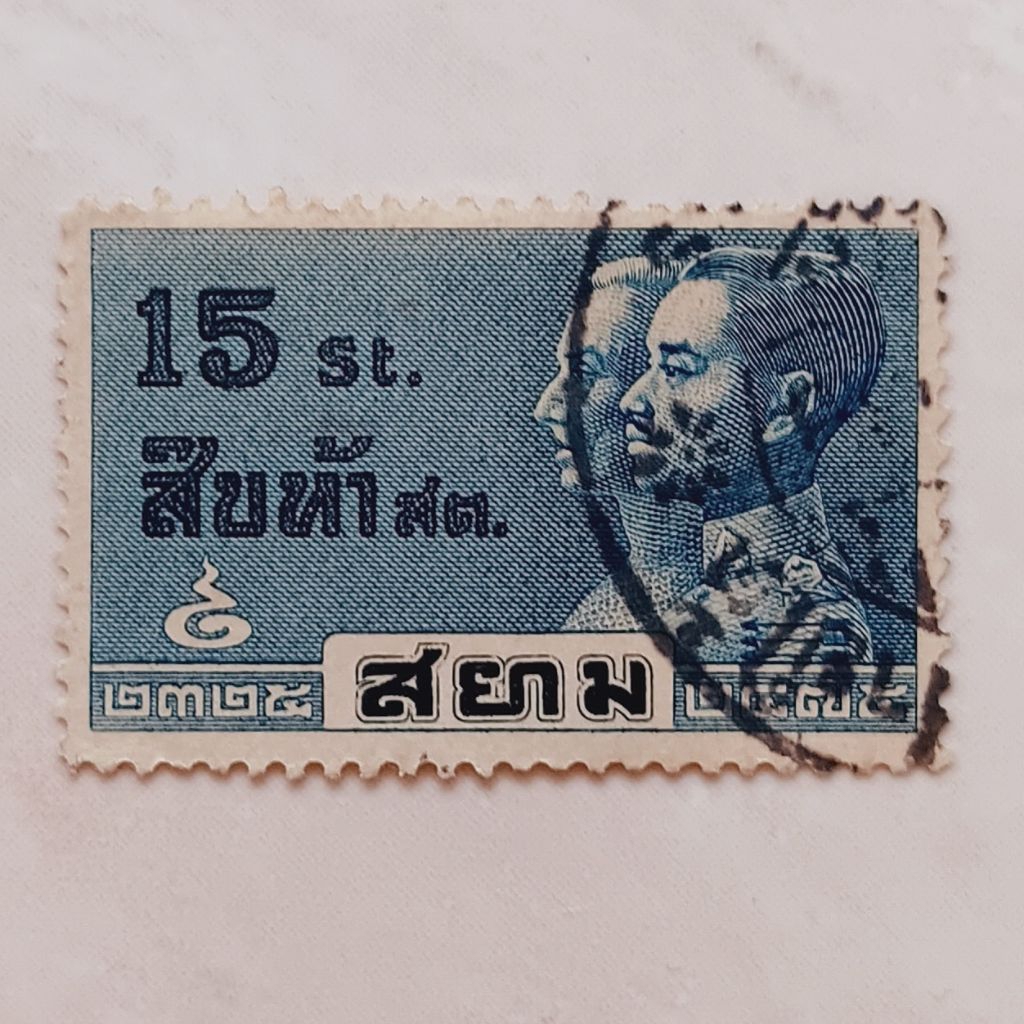 15 st.
สิบห้า สต.
๒๓๒๕ สยาม ๒๔๗๕